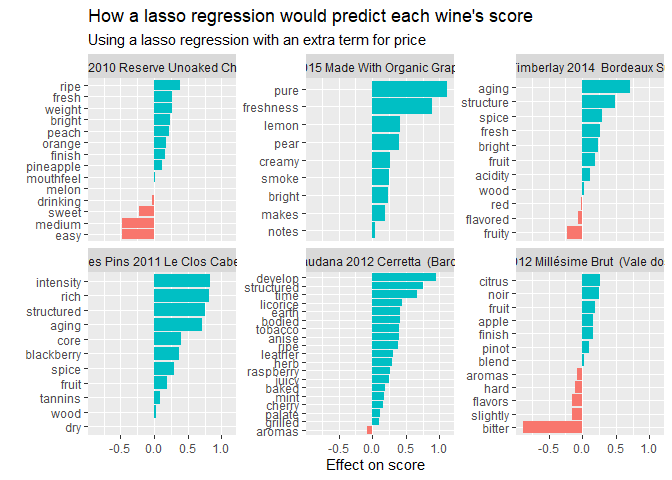 How a lasso regression would predict each wine's score
Using a lasso regression with an extra term for price
2010 Reserve Unoaked Ch
015 Made With Organic Grap
Timberlay 2014 Bordeaux S
ripe
fresh
weight
bright
peach
orange
finish
pineapple
mouthfeel
melon
drinking
sweet
medium
easy
pure
freshness
lemon
pear
creamy
smoke
bright
makes
notes
aging
structure
spice
fresh
bright
fruit
acidity
wood
red
flavored
fruity
es Pins 2011 Le Clos Cabe
audana 2012 Cerretta (Baro
012 Millésime Brut (Vale do
intensity
rich
structured
aging
core
blackberry
spice
fruit
tannins
wood
dry
develop
structured
time
licorice
earth
bodied
tobacco
anise
ripe
leather
herb
raspberry
juicy
baked
mint
cherry
palate
grilled
aromas
citrus
noir
fruit
apple
finish
pinot
blend
aromas
hard
flavors
slightly
bitter
-0.5 0.0 0.5 1.0
-0.5 0.0 0.5 1.0
-0.5 0.0 0.5 1.0
Effect on score